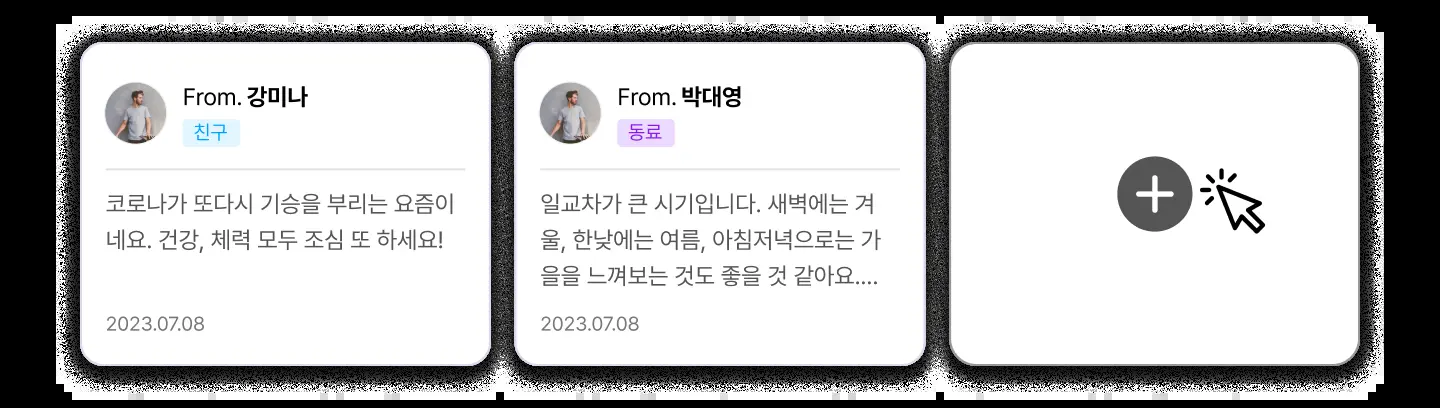 From. 강미나
친구
코로나가 또다시 기승을 부리는 요즘이
네요. 건강, 체력 모두 조심 또 하세요!
2023.07.08
From. 박대영
동료
일교차가 큰 시기입니다. 새벽에는 겨
울, 한낮에는 여름, 아침저녁으로는 가
을을 느껴보는 것도 좋을 것 같아요....
2023.07.08